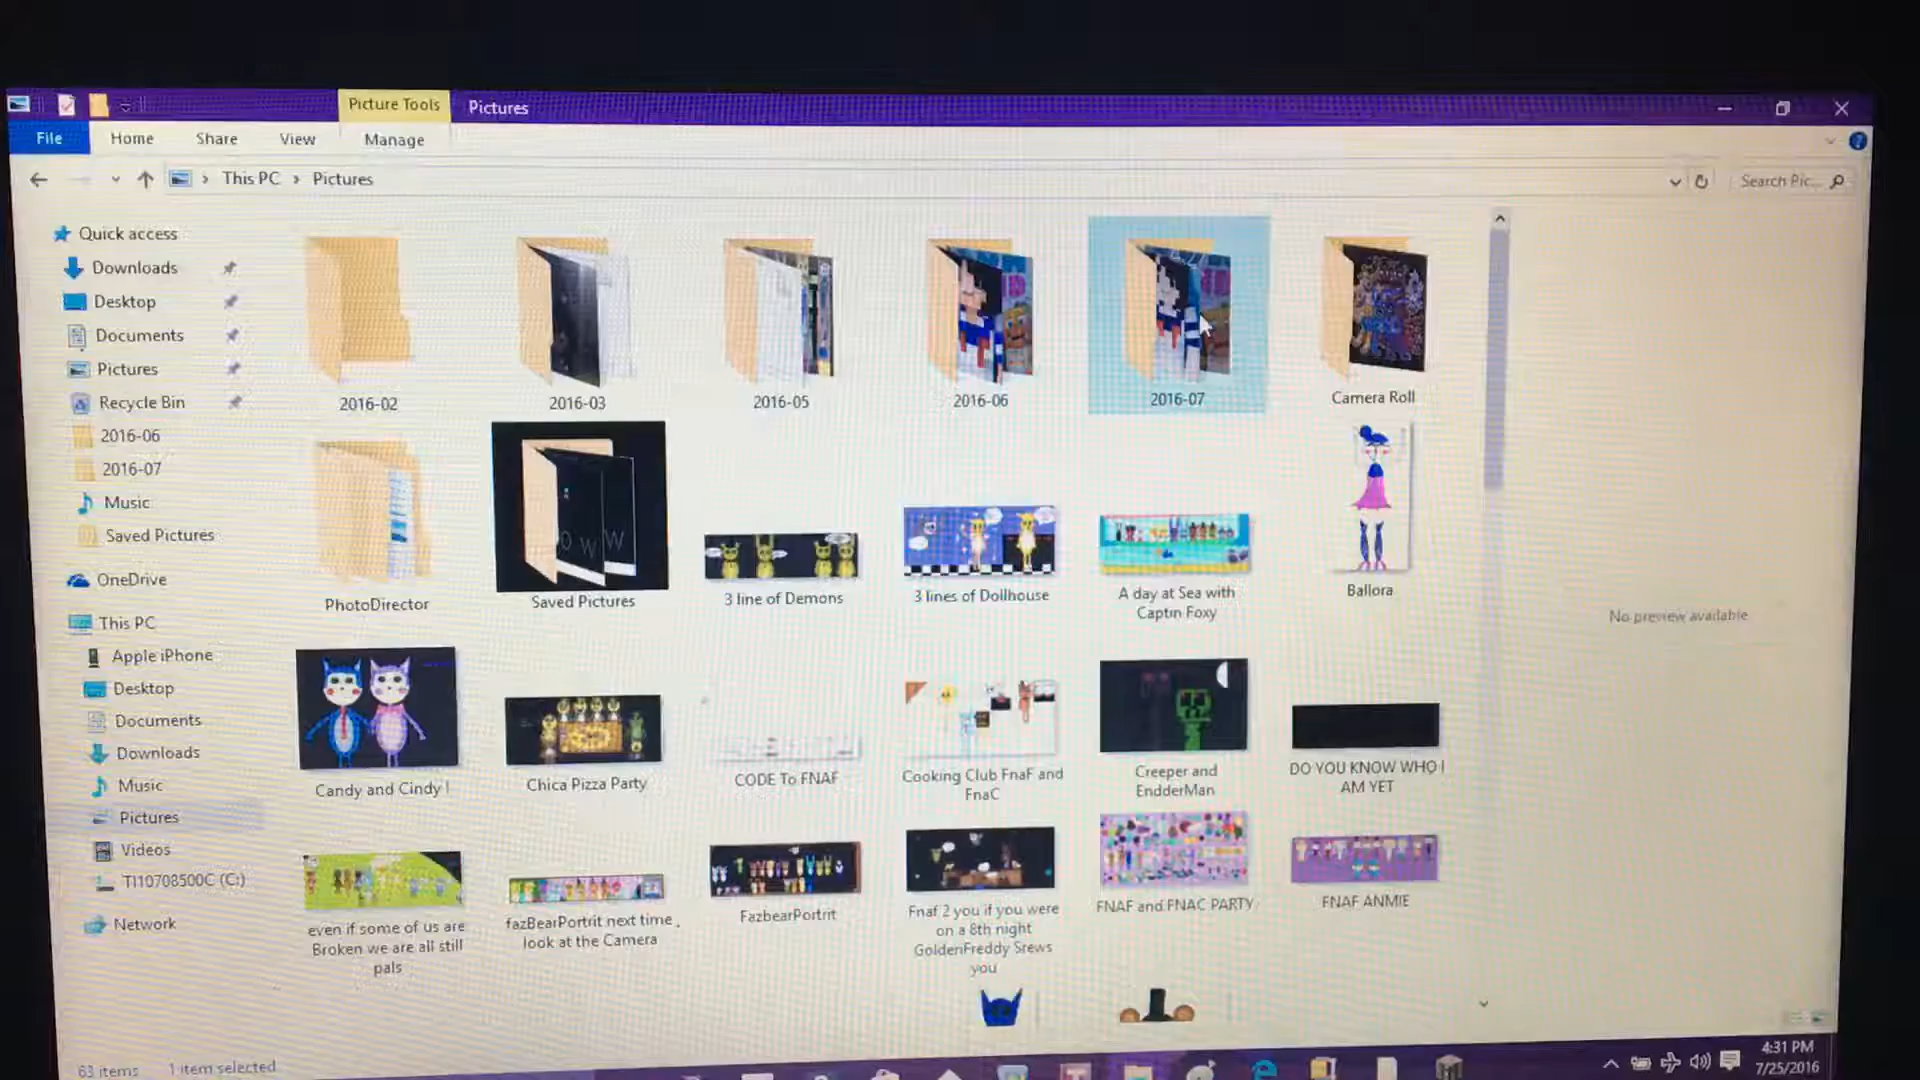 Picture Tools
Pictures
File
Home
Share
View
Manage
This PC
Pictures
Search Pic...
Quick access
Downloads
Desktop
Documents
Pictures
Recycle Bin
2016-06
2016-07
Music
Saved Pictures
OneDrive
This PC
Apple iPhone
Desktop
Documents
Downloads
Music
Pictures
Videos
TI10708500C (C:)
Network
2016-02
2016-03
2016-05
2016-06
2016-07
Camera Roll
PhotoDirector
Saved Pictures
3 line of Demons
3 lines of Dollhouse
A day at Sea with
Captin Foxy
Ballora
No preview available
Candy and Cindy !
Chica Pizza Party
CODE To FNAF
Cooking Club FnaF and
FnaC
Creeper and
EndderMan
DO YOU KNOW WHO I
AM YET
even if some of us are
Broken we are all still
pals
fazBearPortrit next time ,
look at the Camera
FazbearPortrit
Fnaf 2 you if you were
on a 8th night
GoldenFreddy Srews
you
FNAF and FNAC PARTY
FNAF ANMIE
63 items
1 item selected
4:31 PM
7/25/2016